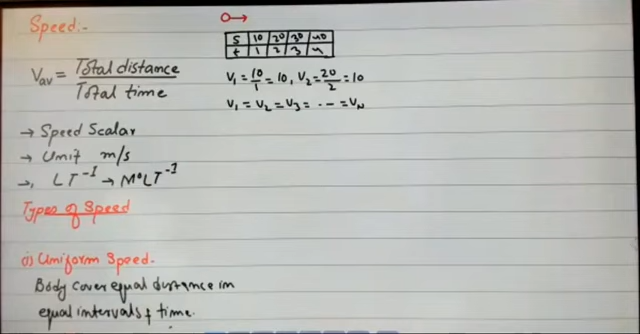 Speed:-
V_av = Total distance / Total time
→ Speed Scalar
→ Unit m/s
→, LT⁻¹ → M⁰LT⁻¹
Types of Speed
(i) Uniform Speed.
Body cover equal distance in
equal intervals of time.
S 10 20 30 40
t 1 2 3 4
V₁ = 10/1 = 10, V₂ = 20/2 = 10
V₁ = V₂ = V₃ = - -- = V_N